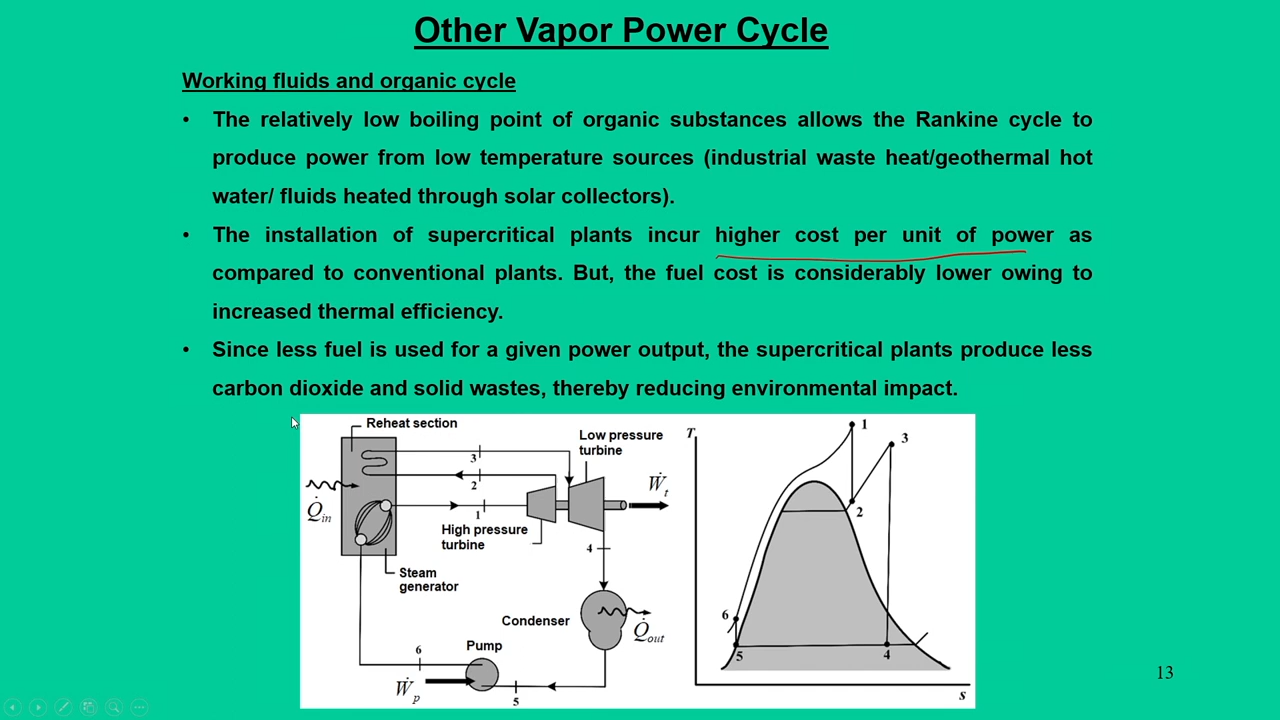 Other Vapor Power Cycle
Working fluids and organic cycle
• The relatively low boiling point of organic substances allows the Rankine cycle to
produce power from low temperature sources (industrial waste heat/geothermal hot
water/ fluids heated through solar collectors).
• The installation of supercritical plants incur higher cost per unit of power as
compared to conventional plants. But, the fuel cost is considerably lower owing to
increased thermal efficiency.
• Since less fuel is used for a given power output, the supercritical plants produce less
carbon dioxide and solid wastes, thereby reducing environmental impact.
Reheat section
Low pressure
turbine
3
2
1
Q̇in
Ẇt
High pressure
turbine
4
Steam
generator
Condenser
Q̇out
Pump
6
Ẇp
5
T
1
3
2
6
5
4
s
13